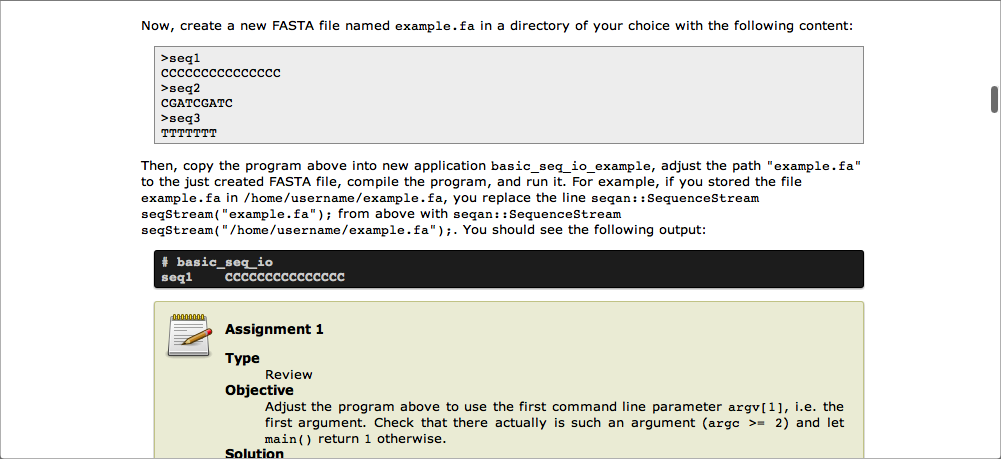 Now, create a new FASTA file named example.fa in a directory of your choice with the following content:
>seq1
CCCCCCCCCCCCCCC
>seq2
CGATCGATC
>seq3
TTTTTTT
Then, copy the program above into new application basic_seq_io_example, adjust the path "example.fa"
to the just created FASTA file, compile the program, and run it. For example, if you stored the file
example.fa in /home/username/example.fa, you replace the line seqan::SequenceStream
seqStream("example.fa"); from above with seqan::SequenceStream
seqStream("/home/username/example.fa");. You should see the following output:
# basic_seq_io
seq1    CCCCCCCCCCCCCCC
Assignment 1
Type
Review
Objective
Adjust the program above to use the first command line parameter argv[1], i.e. the
first argument. Check that there actually is such an argument (argc >= 2) and let
main() return 1 otherwise.
Solution